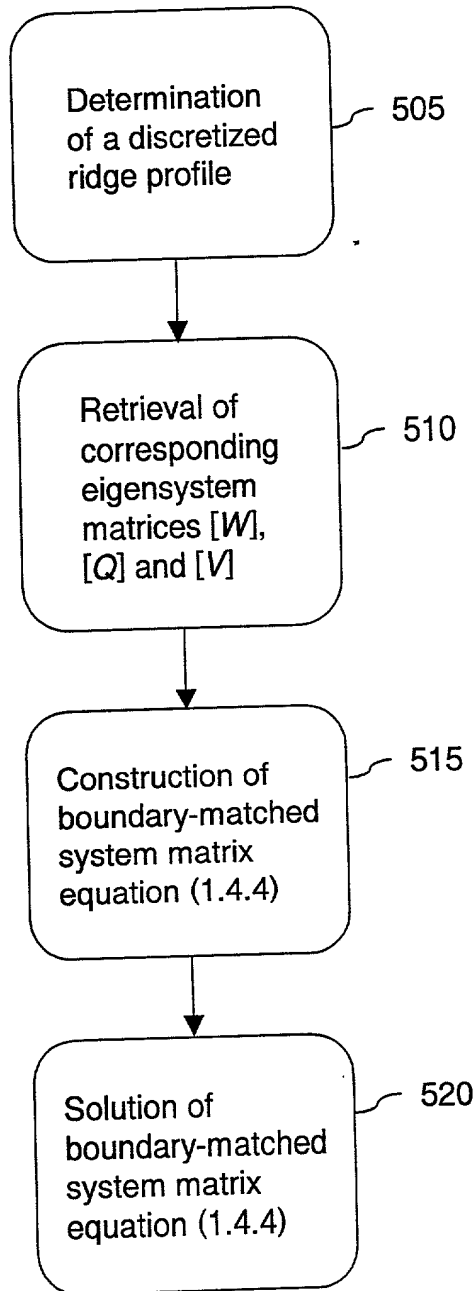 Determination
of a discretized
ridge profile
505
Retrieval of
corresponding
eigensystem
matrices [W],
[Q] and [V]
510
Construction of
boundary-matched
system matrix
equation (1.4.4)
515
Solution of
boundary-matched
system matrix
equation (1.4.4)
520